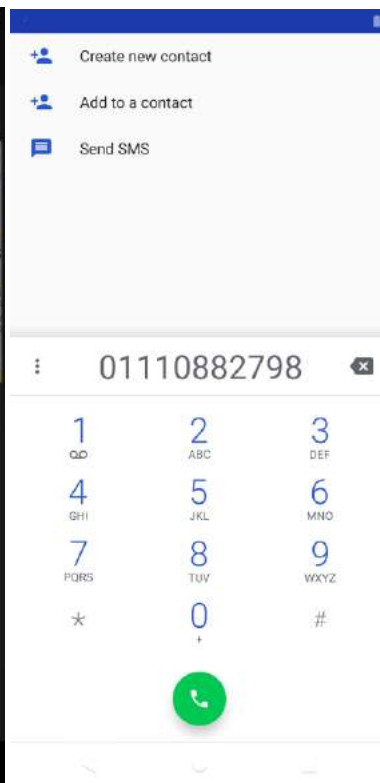 Create new contact
Add to a contact
Send SMS
01110882798
1 2 3
ABC DEF
4 5 6
GHI JKL MNO
7 8 9
PQRS TUV WXYZ
* 0 #
+